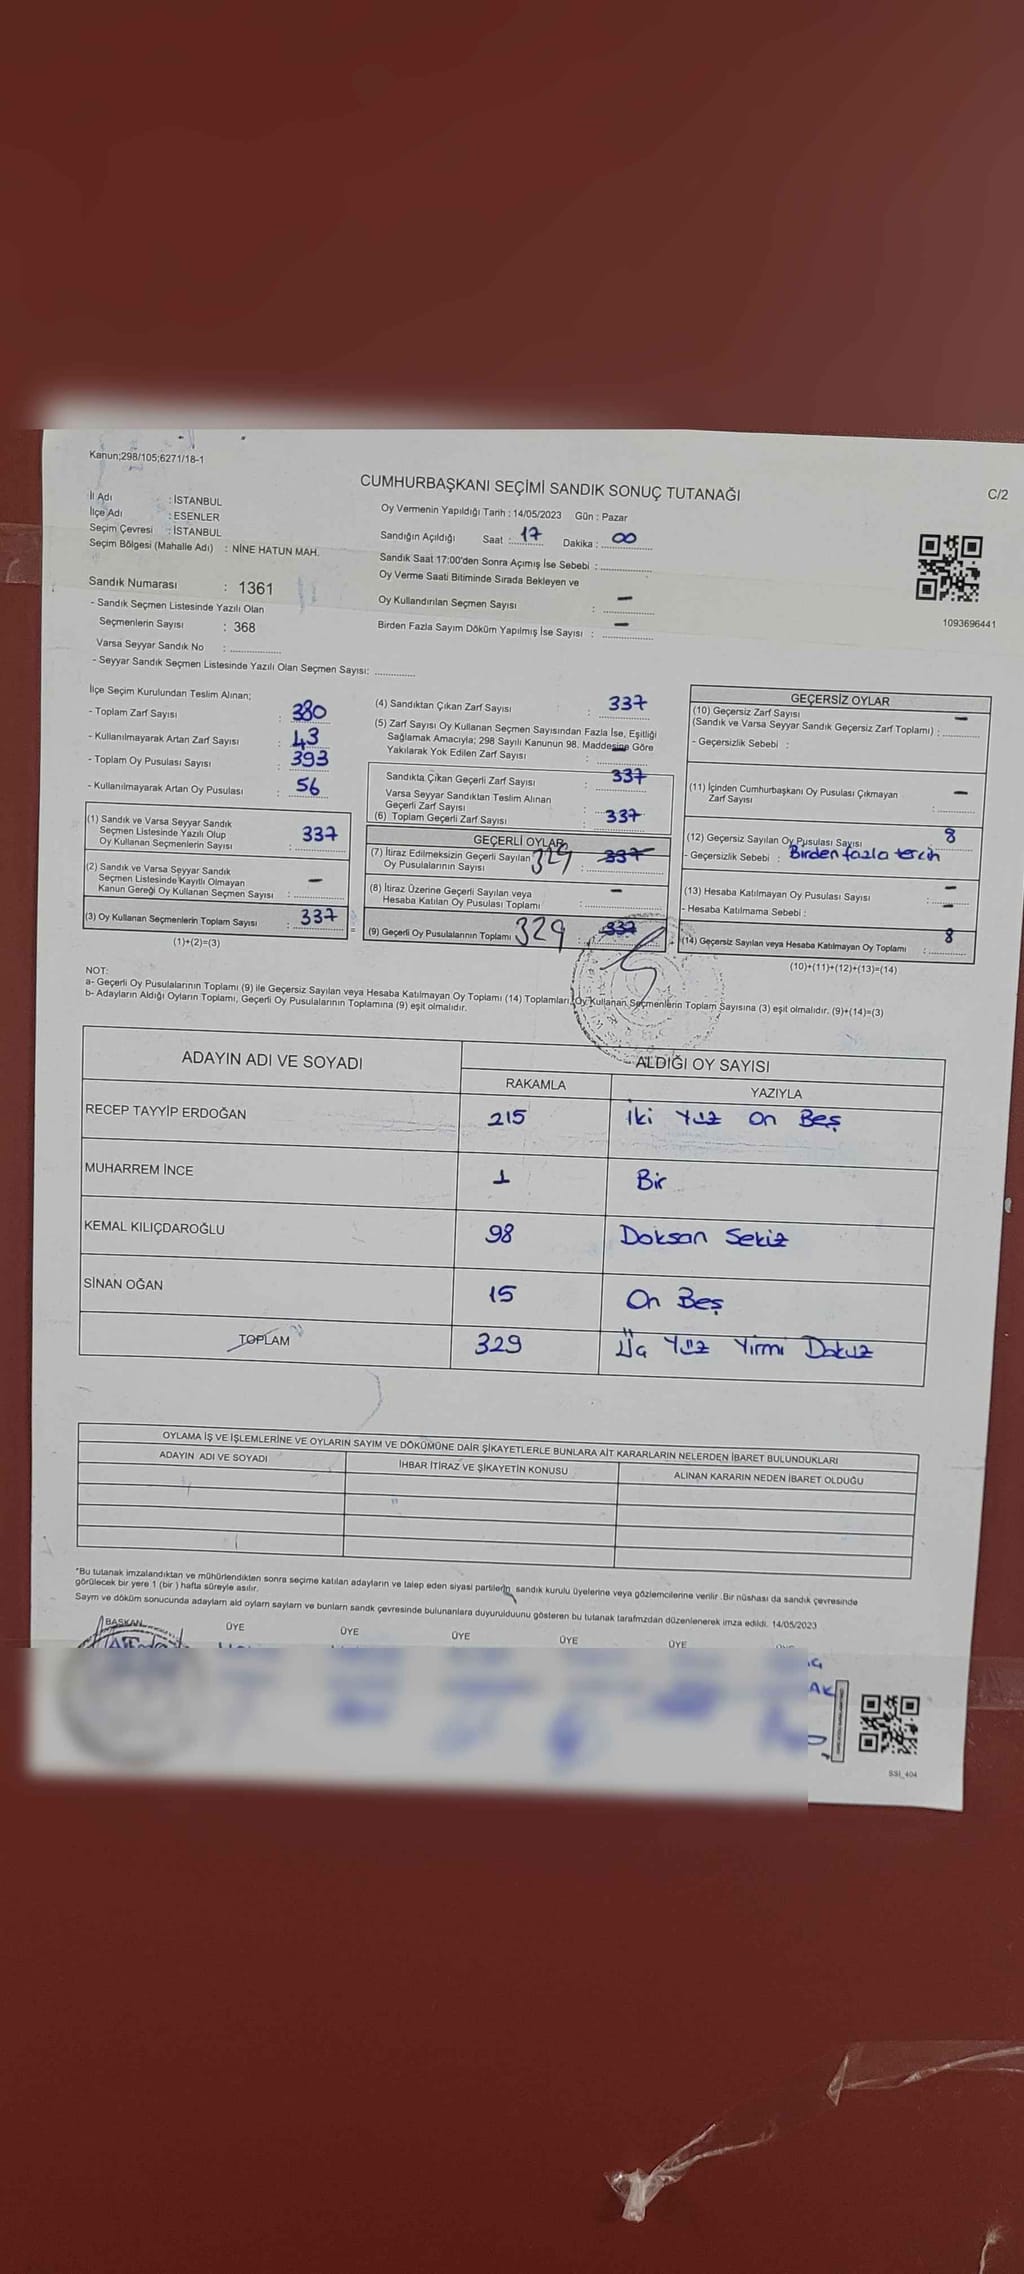 Kanun;298/105;6271/18-1
CUMHURBAŞKANI SEÇİMİ SANDIK SONUÇ TUTANAĞI
C/2
İl Adı : İSTANBUL
İlçe Adı : ESENLER
Seçim Çevresi : İSTANBUL
Seçim Bölgesi (Mahalle Adı) : NİNE HATUN MAH.
Oy Vermenin Yapıldığı Tarih : 14/05/2023 Gün : Pazar
Sandığın Açıldığı Saat : 17 Dakika : 00
Sandık Saat 17:00'den Sonra Açımış İse Sebebi :
Oy Verme Saati Bitiminde Sırada Bekleyen ve
Oy Kullandırılan Seçmen Sayısı : –
Birden Fazla Sayım Döküm Yapılmış İse Sayısı : –
1093696441
Sandık Numarası : 1361
- Sandık Seçmen Listesinde Yazılı Olan
Seçmenlerin Sayısı : 368
Varsa Seyyar Sandık No :
- Seyyar Sandık Seçmen Listesinde Yazılı Olan Seçmen Sayısı:
İlçe Seçim Kurulundan Teslim Alınan;
- Toplam Zarf Sayısı : 380
- Kullanılmayarak Artan Zarf Sayısı : 43
- Toplam Oy Pusulası Sayısı : 393
- Kullanılmayarak Artan Oy Pusulası : 56
(1) Sandık ve Varsa Seyyar Sandık
Seçmen Listesinde Yazılı Olup
Oy Kullanan Seçmenlerin Sayısı : 337
(2) Sandık ve Varsa Seyyar Sandık
Seçmen Listesinde Kayıtlı Olmayan
Kanun Gereği Oy Kullanan Seçmen Sayısı : –
(3) Oy Kullanan Seçmenlerin Toplam Sayısı : 337
(1)+(2)=(3)
(4) Sandıktan Çıkan Zarf Sayısı : 337
(5) Zarf Sayısı Oy Kullanan Seçmen Sayısından Fazla İse, Eşitliği
Sağlamak Amacıyla; 298 Sayılı Kanunun 98. Maddesine Göre
Yakılarak Yok Edilen Zarf Sayısı : –
Sandıkta Çıkan Geçerli Zarf Sayısı : 337
Varsa Seyyar Sandıktan Teslim Alınan
Geçerli Zarf Sayısı :
(6) Toplam Geçerli Zarf Sayısı : 337
GEÇERLİ OYLAR
(7) İtiraz Edilmeksizin Geçerli Sayılan 329 337
Oy Pusulalarının Sayısı :
(8) İtiraz Üzerine Geçerli Sayılan veya –
Hesaba Katılan Oy Pusulası Toplamı :
(9) Geçerli Oy Pusulalarının Toplamı 329 : 337
GEÇERSİZ OYLAR
(10) Geçersiz Zarf Sayısı –
(Sandık ve Varsa Seyyar Sandık Geçersiz Zarf Toplamı) :
- Geçersizlik Sebebi :
(11) İçinden Cumhurbaşkanı Oy Pusulası Çıkmayan –
Zarf Sayısı :
(12) Geçersiz Sayılan Oy Pusulası Sayısı 8
- Geçersizlik Sebebi : Birden fazla tercih
(13) Hesaba Katılmayan Oy Pusulası Sayısı : –
- Hesaba Katılmama Sebebi : –
(14) Geçersiz Sayılan veya Hesaba Katılmayan Oy Toplamı : 8
(10)+(11)+(12)+(13)=(14)
NOT:
a- Geçerli Oy Pusulalarının Toplamı (9) ile Geçersiz Sayılan veya Hesaba Katılmayan Oy Toplamı (14) Toplamları, Oy Kullanan Seçmenlerin Toplam Sayısına (3) eşit olmalıdır. (9)+(14)=(3)
b- Adayların Aldığı Oyların Toplamı, Geçerli Oy Pusulalarının Toplamına (9) eşit olmalıdır.
ADAYIN ADI VE SOYADI ALDIĞI OY SAYISI
RAKAMLA YAZIYLA
RECEP TAYYİP ERDOĞAN 215 İki Yüz On Beş
MUHARREM İNCE 1 Bir
KEMAL KILIÇDAROĞLU 98 Doksan Sekiz
SİNAN OĞAN 15 On Beş
TOPLAM 329 Üç Yüz Yirmi Dokuz
OYLAMA İŞ VE İŞLEMLERİNE VE OYLARIN SAYIM VE DÖKÜMÜNE DAİR ŞİKAYETLERLE BUNLARA AİT KARARLARIN NELERDEN İBARET BULUNDUKLARI
ADAYIN ADI VE SOYADI İHBAR İTİRAZ VE ŞİKAYETİN KONUSU ALINAN KARARIN NEDEN İBARET OLDUĞU
*Bu tutanak imzalandıktan ve mühürlendikten sonra seçime katılan adayların ve talep eden siyasi partilerin, sandık kurulu üyelerine veya gözlemcilerine verilir .Bir nüshası da sandık çevresinde
görülecek bir yere 1 (bir ) hafta süreyle asılır.
Saym ve döküm sonucunda adaylarn ald oylarn saylarn ve bunlarn sandk çevresinde bulunanlara duyurulduunu gösteren bu tutanak tarafmzdan düzenlenerek imza edildi. 14/05/2023
BAŞKAN ÜYE ÜYE ÜYE ÜYE ÜYE
SSI_404